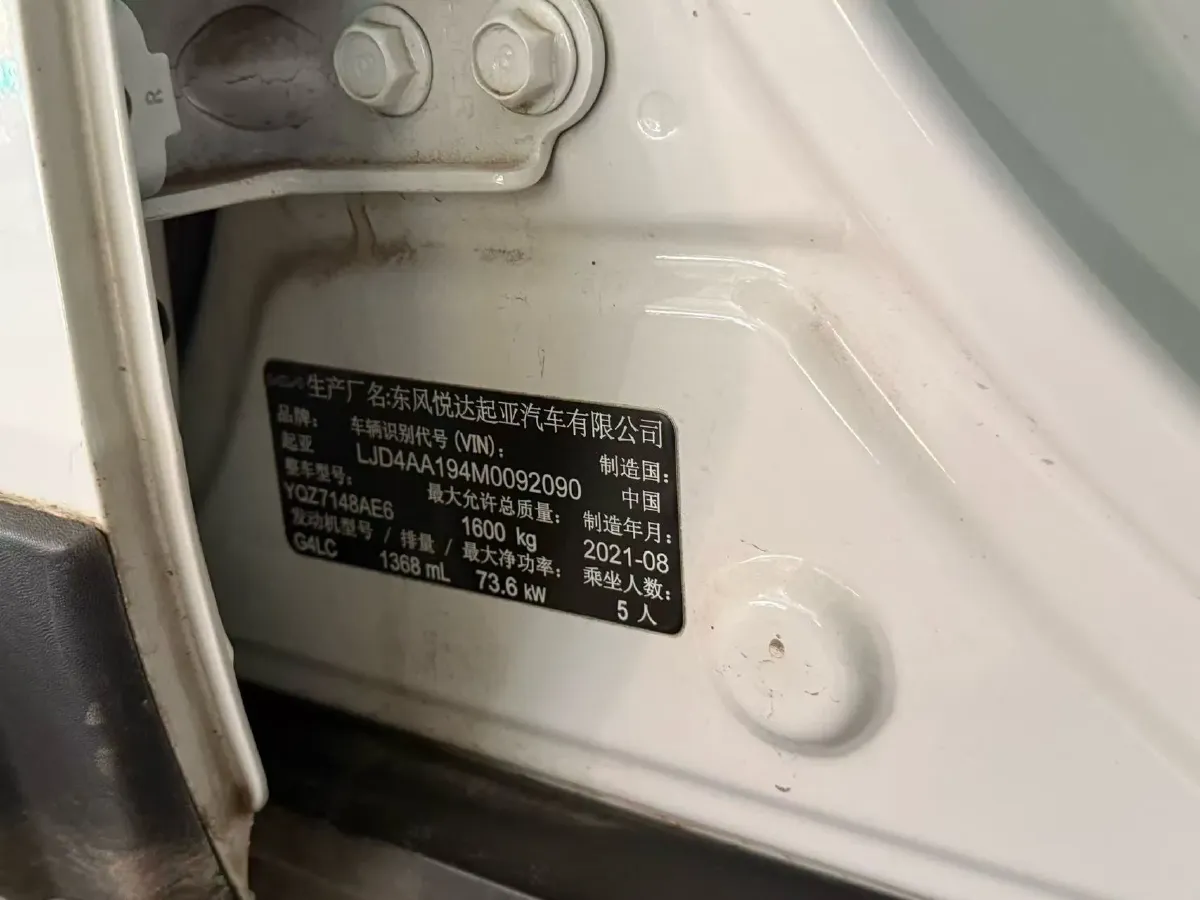 R
KIA 生产厂名:东风悦达起亚汽车有限公司
品牌: 车辆识别代号(VIN): 制造国:
起亚 LJD4AA194M0092090 中国
整车型号: 最大允许总质量: 制造年月:
YQZ7148AE6 1600 kg 2021-08
发动机型号 / 排量 / 最大净功率: 乘坐人数:
G4LC 1368 mL 73.6 kW 5 人